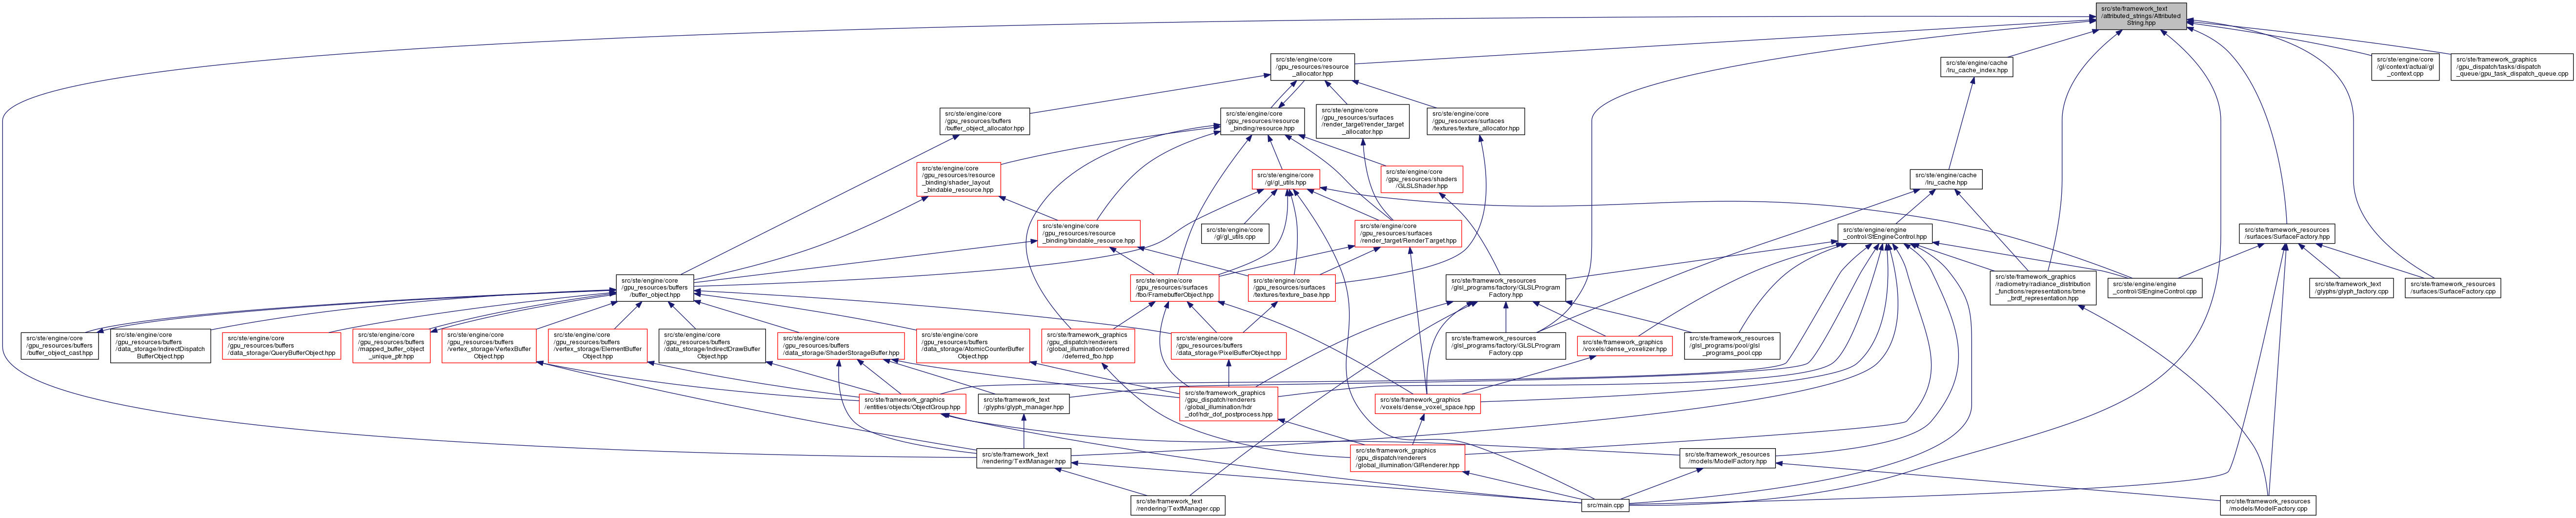 src/ste/framework_text
/attributed_strings/Attributed
String.hpp
src/ste/engine/core
/gpu_resources/resource
_allocator.hpp
src/ste/engine/cache
/lru_cache_index.hpp
src/ste/engine/core
/gl/context/actual/gl
_context.cpp
src/ste/framework_graphics
/gpu_dispatch/tasks/dispatch
_queue/gpu_task_dispatch_queue.cpp
src/ste/engine/core
/gpu_resources/buffers
/buffer_object_allocator.hpp
src/ste/engine/core
/gpu_resources/resource
_binding/resource.hpp
src/ste/engine/core
/gpu_resources/surfaces
/render_target/render_target
_allocator.hpp
src/ste/engine/core
/gpu_resources/surfaces
/textures/texture_allocator.hpp
src/ste/engine/core
/gpu_resources/resource
_binding/shader_layout
_bindable_resource.hpp
src/ste/engine/core
/gl/gl_utils.hpp
src/ste/engine/core
/gpu_resources/shaders
/GLSLShader.hpp
src/ste/engine/cache
/lru_cache.hpp
src/ste/engine/core
/gpu_resources/resource
_binding/bindable_resource.hpp
src/ste/engine/core
/gl/gl_utils.cpp
src/ste/engine/core
/gpu_resources/surfaces
/render_target/RenderTarget.hpp
src/ste/engine/engine
_control/StEngineControl.hpp
src/ste/framework_resources
/surfaces/SurfaceFactory.hpp
src/ste/engine/core
/gpu_resources/buffers
/buffer_object.hpp
src/ste/engine/core
/gpu_resources/surfaces
/fbo/FramebufferObject.hpp
src/ste/engine/core
/gpu_resources/surfaces
/textures/texture_base.hpp
src/ste/framework_resources
/glsl_programs/factory/GLSLProgram
Factory.hpp
src/ste/framework_graphics
/radiometry/radiance_distribution
_functions/representations/bme
_brdf_representation.hpp
src/ste/engine/engine
_control/StEngineControl.cpp
src/ste/framework_text
/glyphs/glyph_factory.cpp
src/ste/framework_resources
/surfaces/SurfaceFactory.cpp
src/ste/engine/core
/gpu_resources/buffers
/buffer_object_cast.hpp
src/ste/engine/core
/gpu_resources/buffers
/data_storage/IndirectDispatch
BufferObject.hpp
src/ste/engine/core
/gpu_resources/buffers
/data_storage/QueryBufferObject.hpp
src/ste/engine/core
/gpu_resources/buffers
/mapped_buffer_object
_unique_ptr.hpp
src/ste/engine/core
/gpu_resources/buffers
/vertex_storage/VertexBuffer
Object.hpp
src/ste/engine/core
/gpu_resources/buffers
/vertex_storage/ElementBuffer
Object.hpp
src/ste/engine/core
/gpu_resources/buffers
/data_storage/IndirectDrawBuffer
Object.hpp
src/ste/engine/core
/gpu_resources/buffers
/data_storage/ShaderStorageBuffer.hpp
src/ste/engine/core
/gpu_resources/buffers
/data_storage/AtomicCounterBuffer
Object.hpp
src/ste/framework_graphics
/gpu_dispatch/renderers
/global_illumination/deferred
/deferred_fbo.hpp
src/ste/engine/core
/gpu_resources/buffers
/data_storage/PixelBufferObject.hpp
src/ste/framework_resources
/glsl_programs/factory/GLSLProgram
Factory.cpp
src/ste/framework_graphics
/voxels/dense_voxelizer.hpp
src/ste/framework_resources
/glsl_programs/pool/glsl
_programs_pool.cpp
src/ste/framework_graphics
/entities/objects/ObjectGroup.hpp
src/ste/framework_text
/glyphs/glyph_manager.hpp
src/ste/framework_graphics
/gpu_dispatch/renderers
/global_illumination/hdr
_dof/hdr_dof_postprocess.hpp
src/ste/framework_graphics
/voxels/dense_voxel_space.hpp
src/ste/framework_text
/rendering/TextManager.hpp
src/ste/framework_graphics
/gpu_dispatch/renderers
/global_illumination/GIRenderer.hpp
src/ste/framework_resources
/models/ModelFactory.hpp
src/ste/framework_text
/rendering/TextManager.cpp
src/main.cpp
src/ste/framework_resources
/models/ModelFactory.cpp